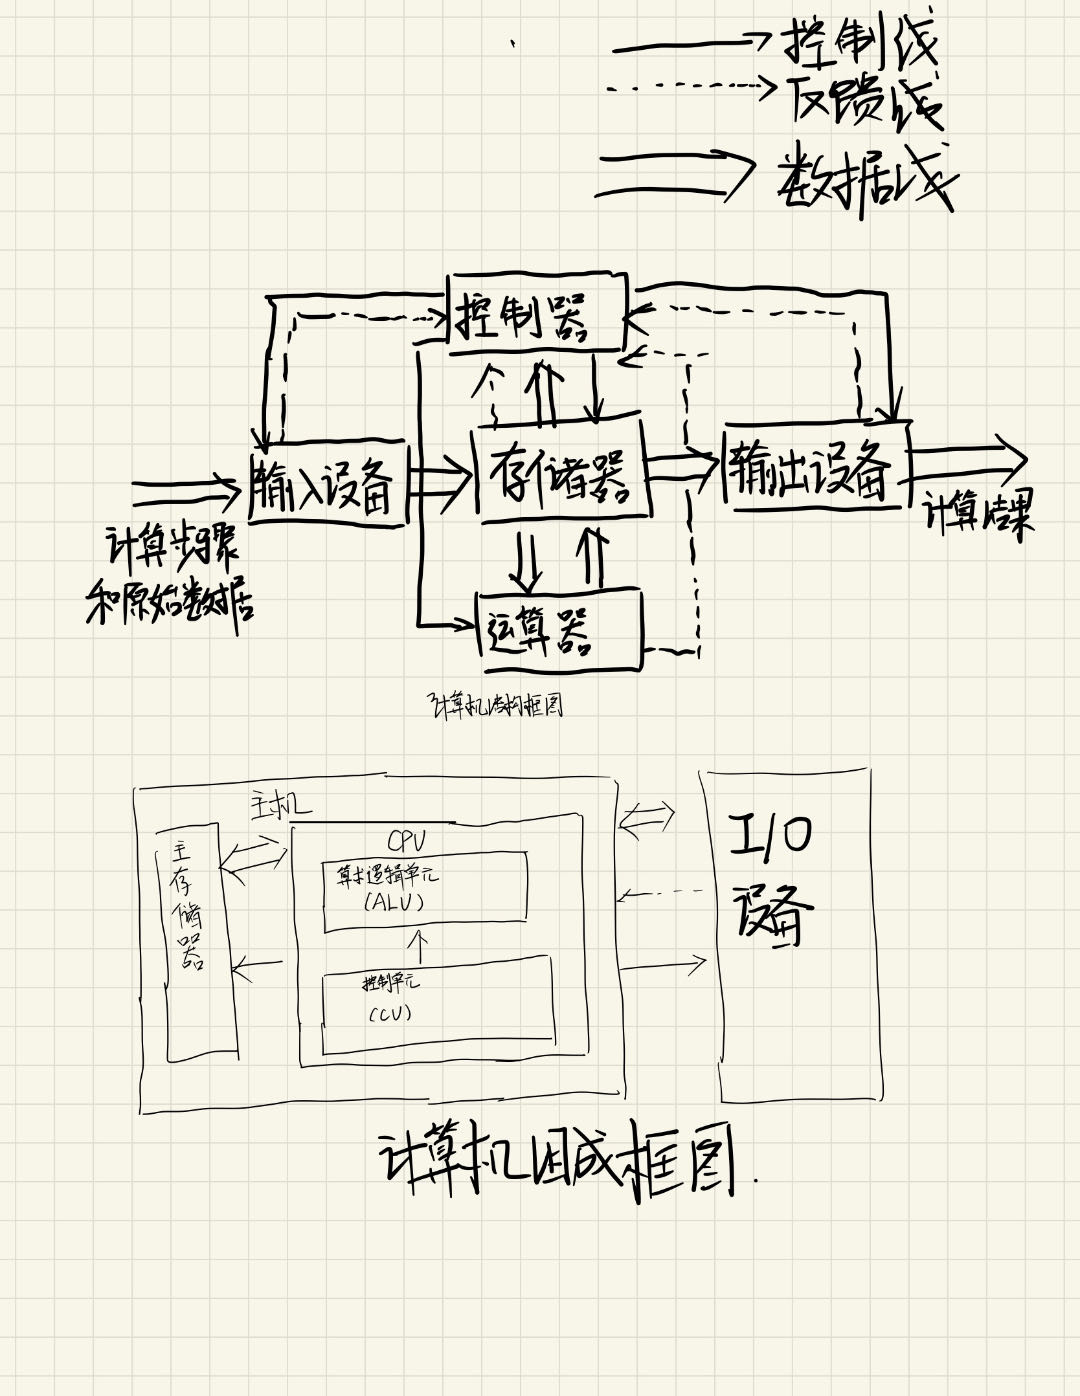 控制线
反馈线
数据线
控制器
输入设备
存储器
输出设备
计算步骤
和原始数据
计算结果
运算器
计算机结构框图
主机
主存储器
CPU
算术逻辑单元
(ALU)
控制单元
(CU)
I/O
设备
计算机组成框图.